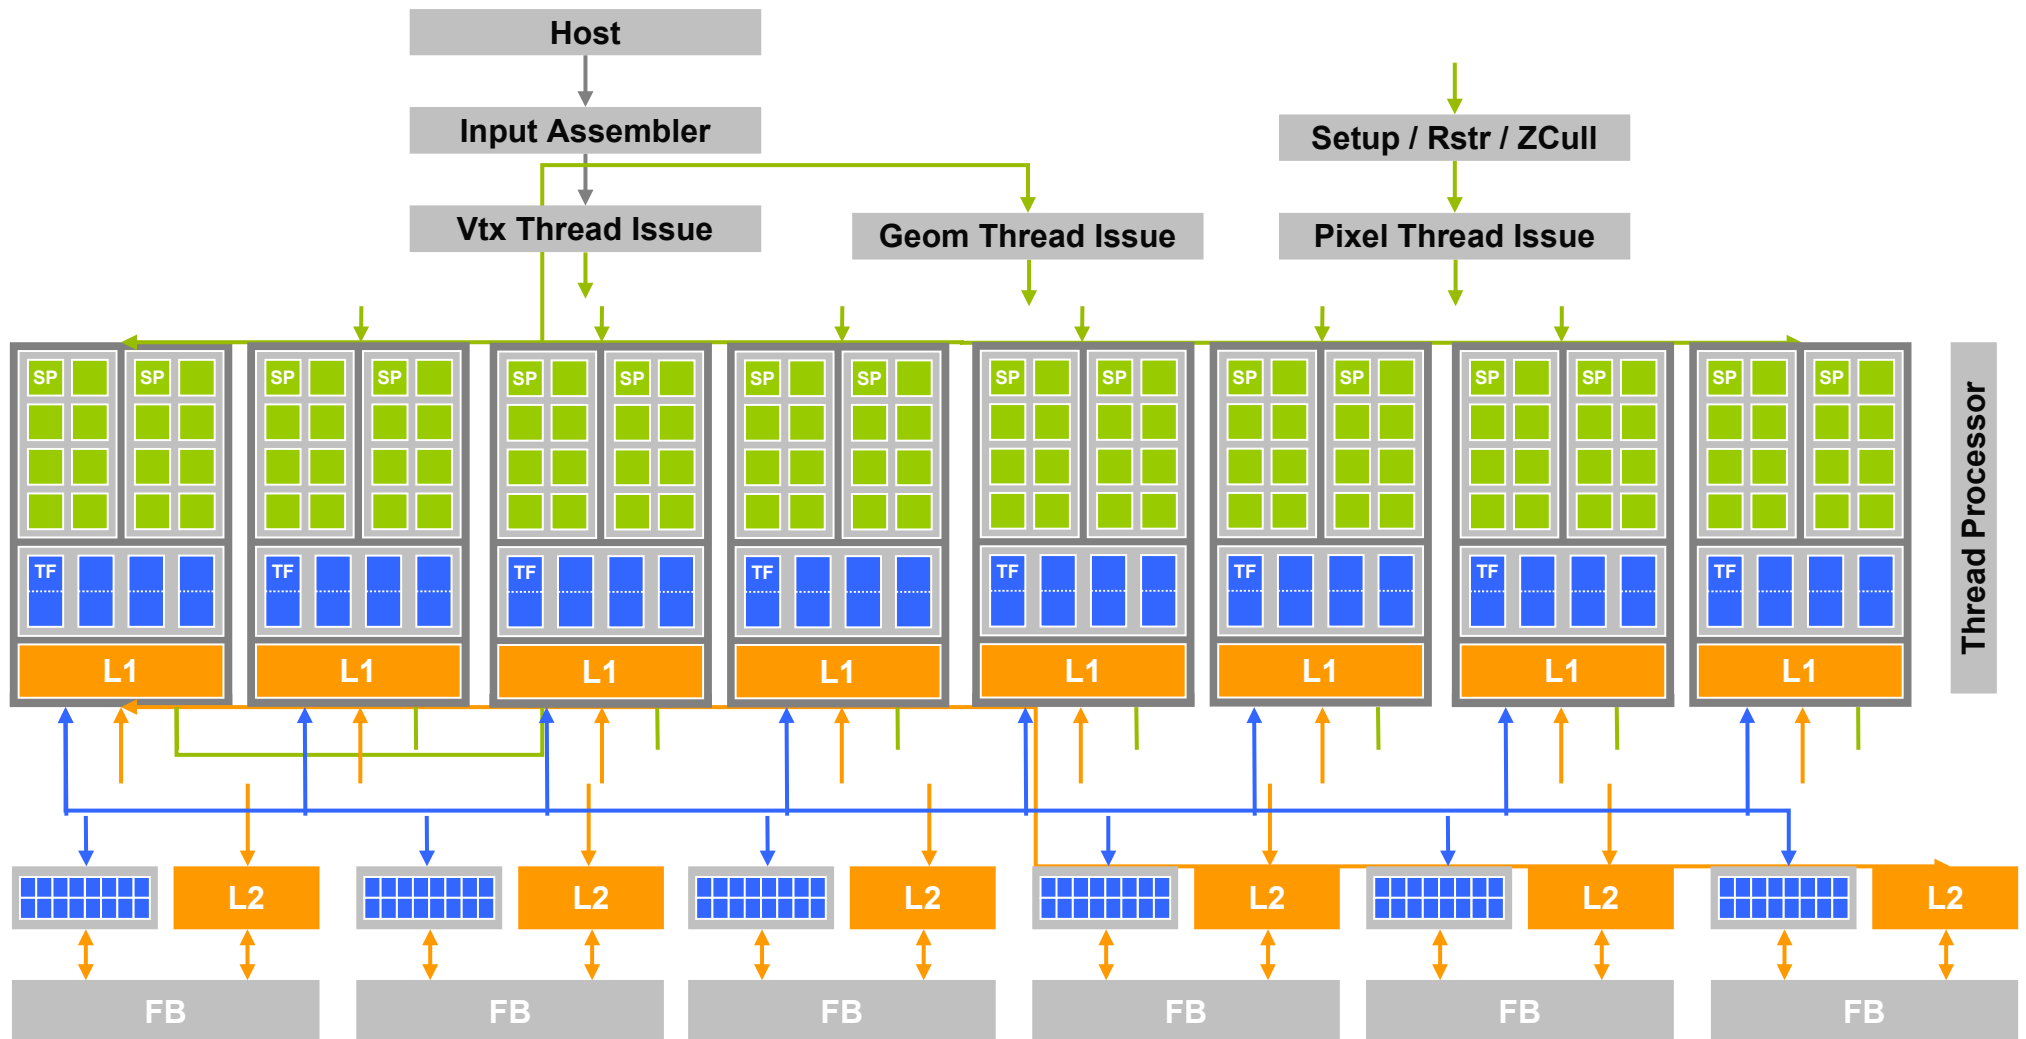 Host
Input Assembler
Setup / Rstr / ZCull
Vtx Thread Issue
Geom Thread Issue
Pixel Thread Issue
SP SP SP SP SP SP SP SP SP SP SP SP SP SP SP SP
TF TF TF TF TF TF TF TF
L1 L1 L1 L1 L1 L1 L1 L1
Thread Processor
L2 L2 L2 L2 L2 L2
FB FB FB FB FB FB